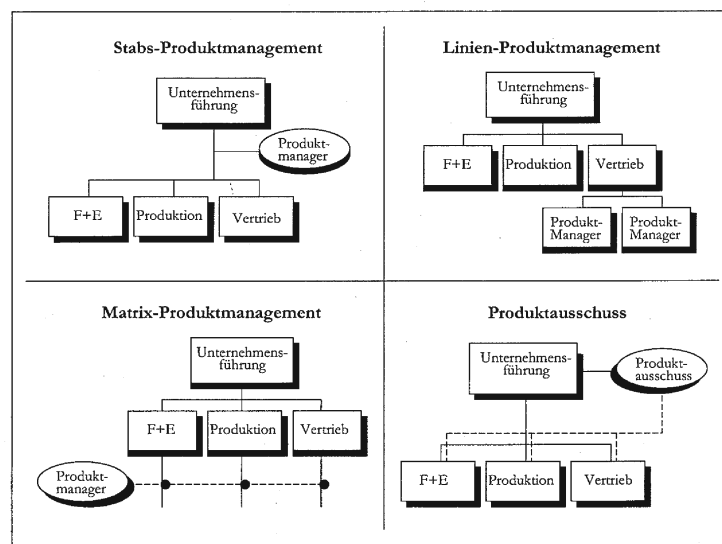 Stabs-Produktmanagement
Unternehmens-
führung
Produkt-
manager
F+E
Produktion
Vertrieb
Linien-Produktmanagement
Unternehmens-
führung
F+E
Produktion
Vertrieb
Produkt-
Manager
Produkt-
Manager
Matrix-Produktmanagement
Unternehmens-
führung
F+E
Produktion
Vertrieb
Produkt-
manager
Produktausschuss
Unternehmens-
führung
Produkt-
ausschuss
F+E
Produktion
Vertrieb